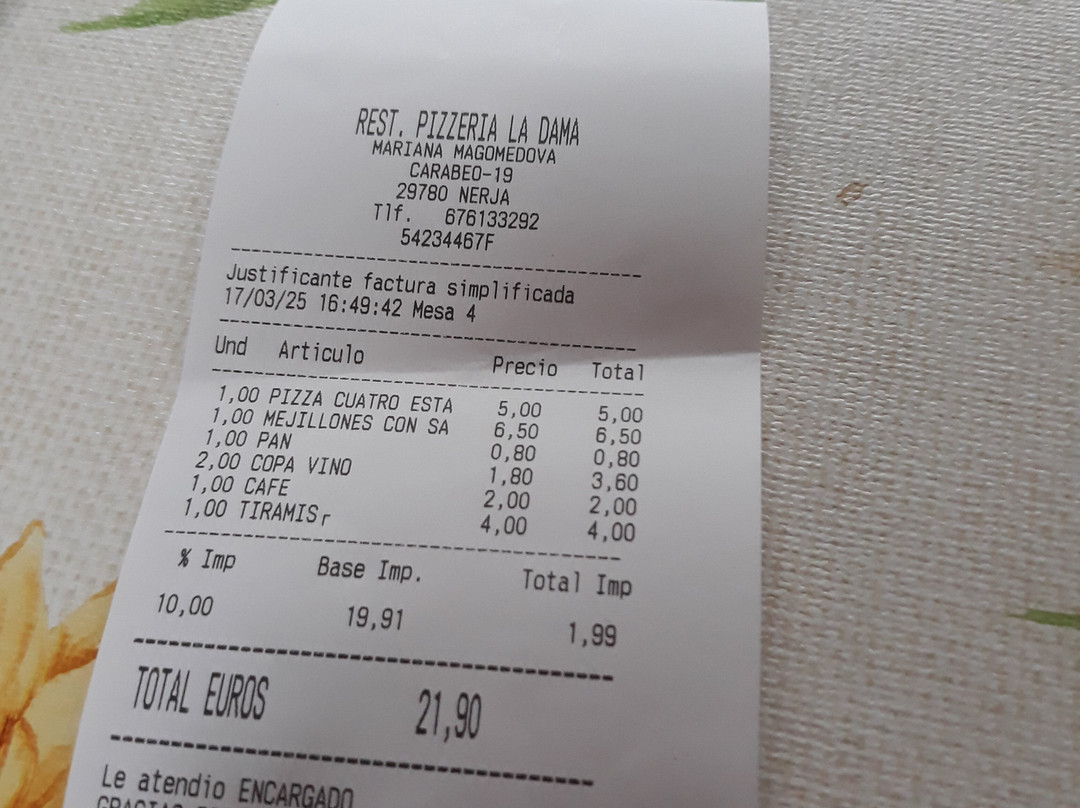 REST. PIZZERIA LA DAMA
MARIANA MAGOMEDOVA
CARABEO-19
29780 NERJA
Tlf. 676133292
54234467F
Justificante factura simplificada
17/03/25 16:49:42 Mesa 4
Und Articulo Precio Total
1,00 PIZZA CUATRO ESTA 5,00 5,00
1,00 MEJILLONES CON SA 6,50 6,50
1,00 PAN 0,80 0,80
2,00 COPA VINO 1,80 3,60
1,00 CAFE 2,00 2,00
1,00 TIRAMIS┌ 4,00 4,00
% Imp Base Imp. Total Imp
10,00 19,91 1,99
TOTAL EUROS 21,90
Le atendio ENCARGADO